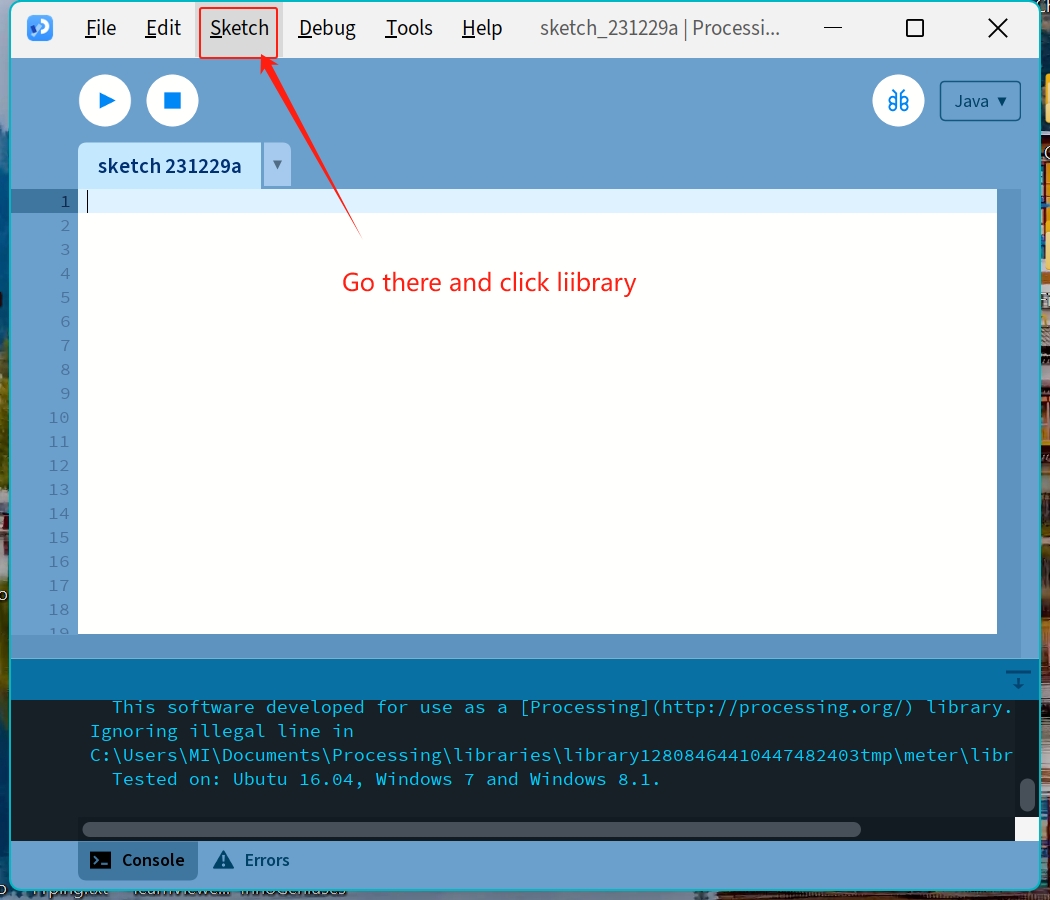 File Edit Sketch Debug Tools Help sketch_231229a | Processi...
Java ▾
sketch 231229a ▾
1
2
3
4
5
6
7
8
9
10
11
12
13
14
15
16
17
18
19
Go there and click liibrary
This software developed for use as a [Processing](http://processing.org/) library.
Ignoring illegal line in
C:\Users\MI\Documents\Processing\libraries\library12808464410447482403tmp\meter\libr
Tested on: Ubutu 16.04, Windows 7 and Windows 8.1.
Console Errors